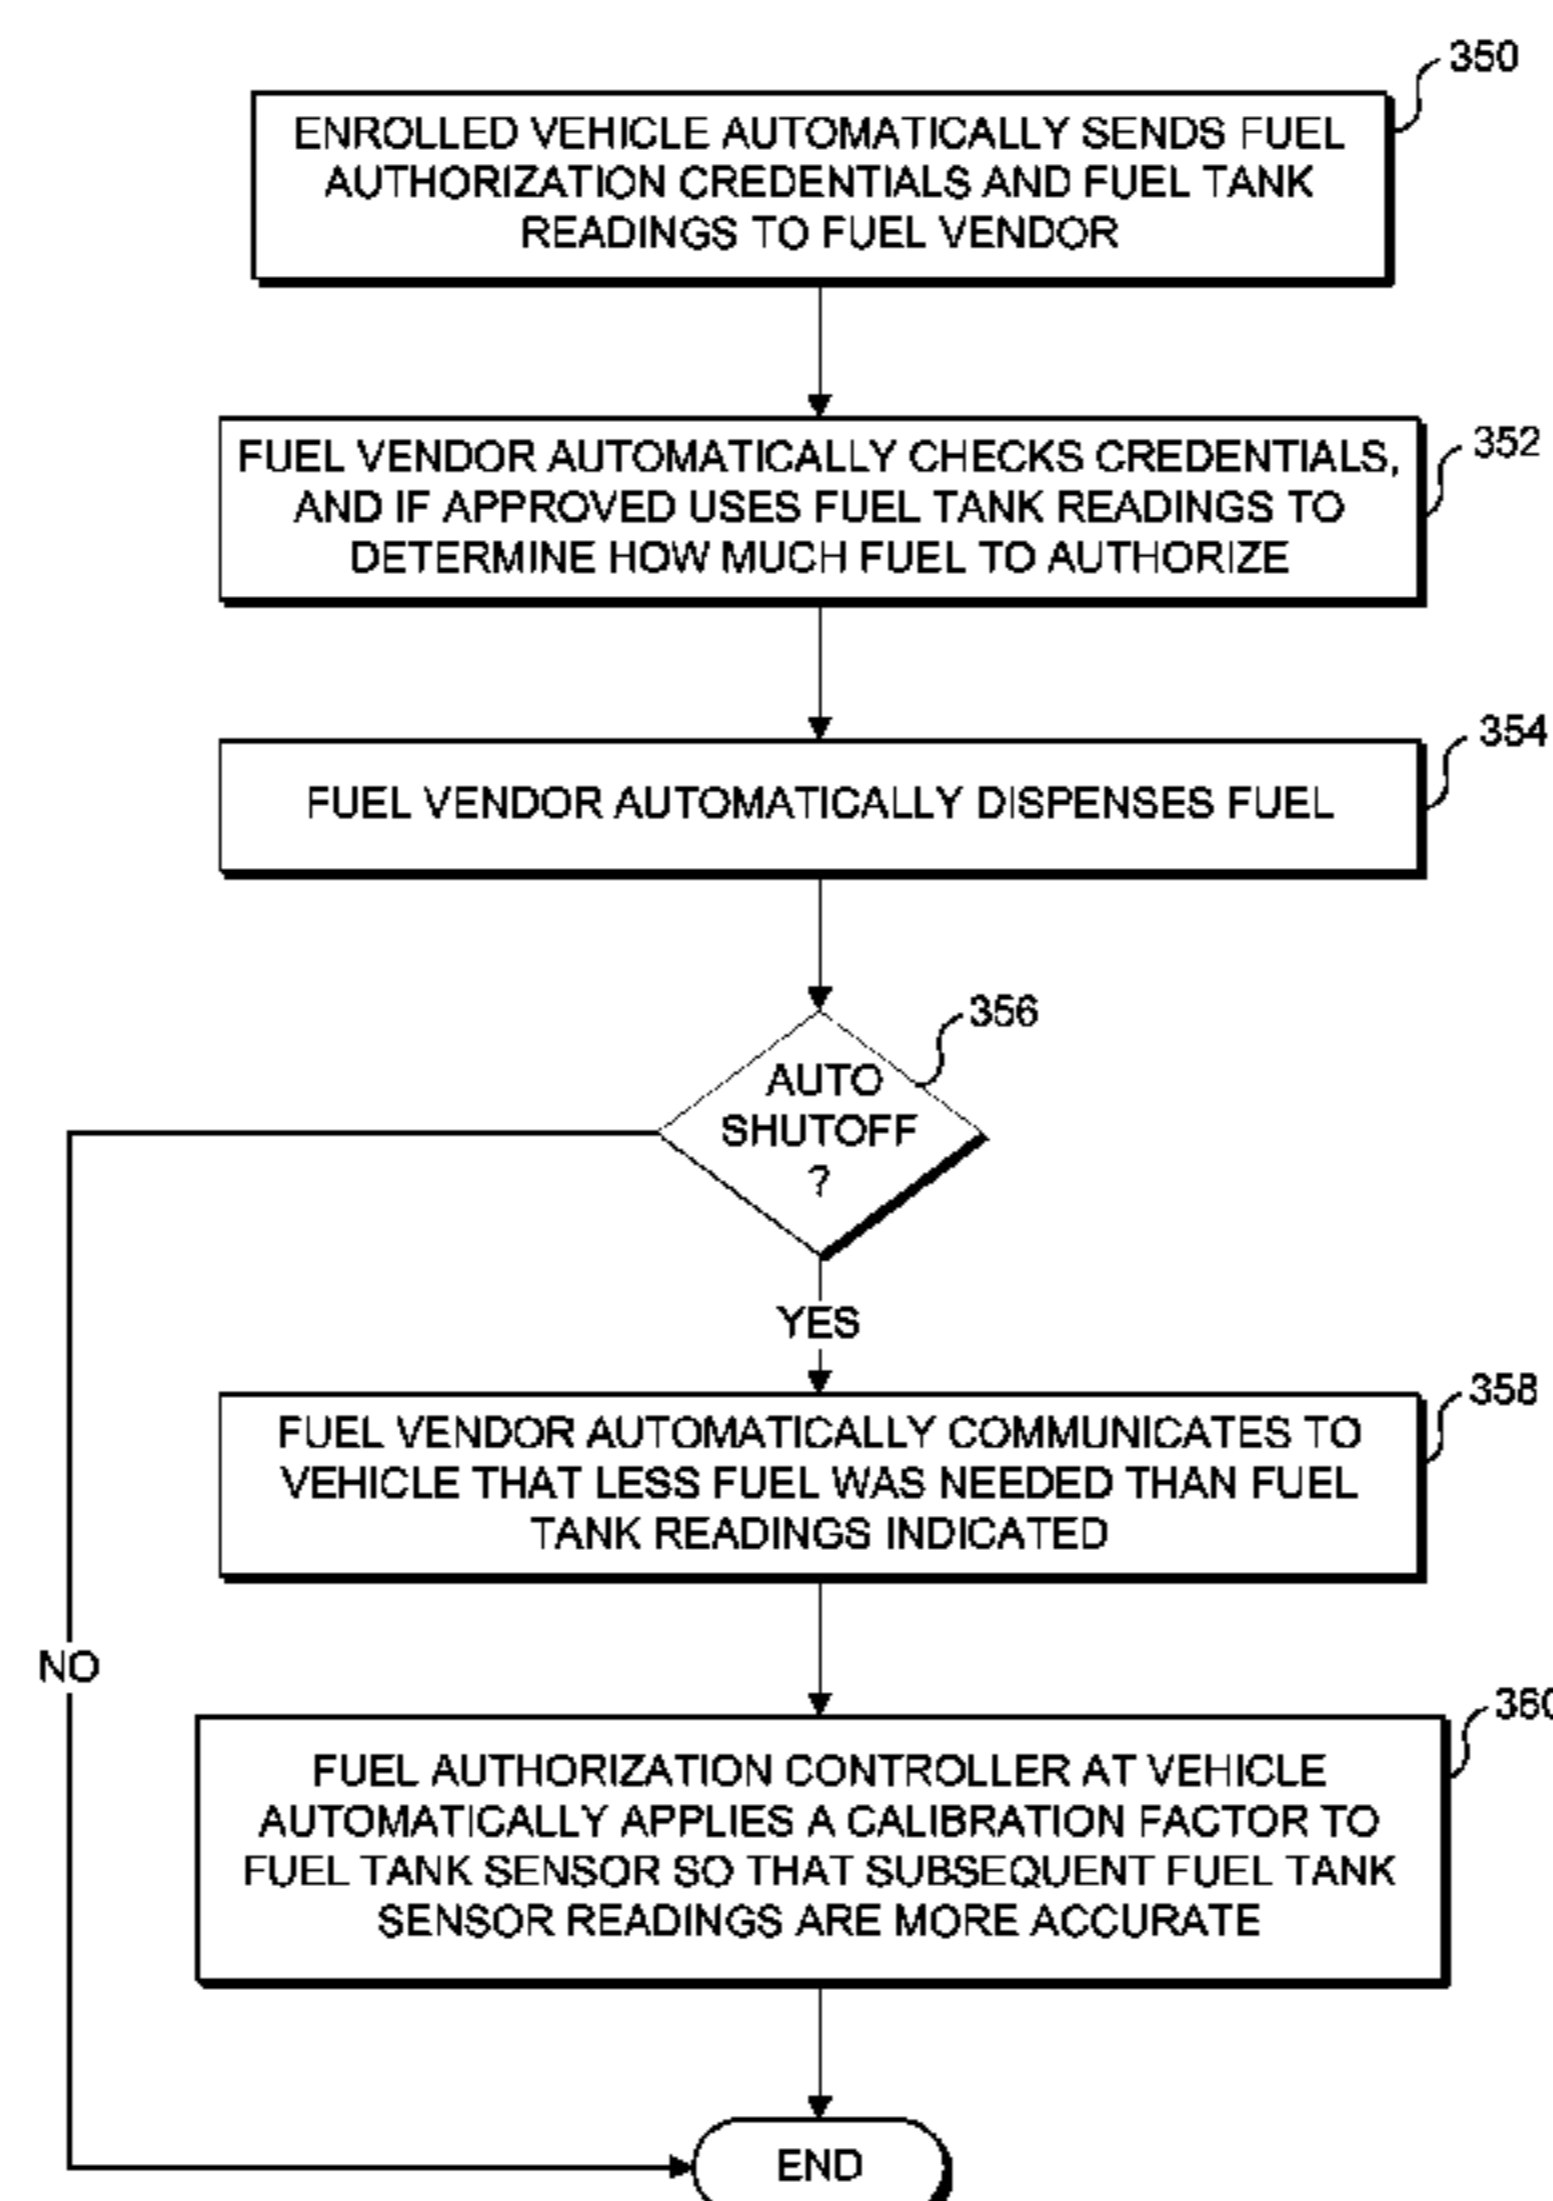 350
ENROLLED VEHICLE AUTOMATICALLY SENDS FUEL
AUTHORIZATION CREDENTIALS AND FUEL TANK
READINGS TO FUEL VENDOR
352
FUEL VENDOR AUTOMATICALLY CHECKS CREDENTIALS,
AND IF APPROVED USES FUEL TANK READINGS TO
DETERMINE HOW MUCH FUEL TO AUTHORIZE
354
FUEL VENDOR AUTOMATICALLY DISPENSES FUEL
356
AUTO
SHUTOFF
?
YES
358
FUEL VENDOR AUTOMATICALLY COMMUNICATES TO
VEHICLE THAT LESS FUEL WAS NEEDED THAN FUEL
TANK READINGS INDICATED
NO
360
FUEL AUTHORIZATION CONTROLLER AT VEHICLE
AUTOMATICALLY APPLIES A CALIBRATION FACTOR TO
FUEL TANK SENSOR SO THAT SUBSEQUENT FUEL TANK
SENSOR READINGS ARE MORE ACCURATE
END